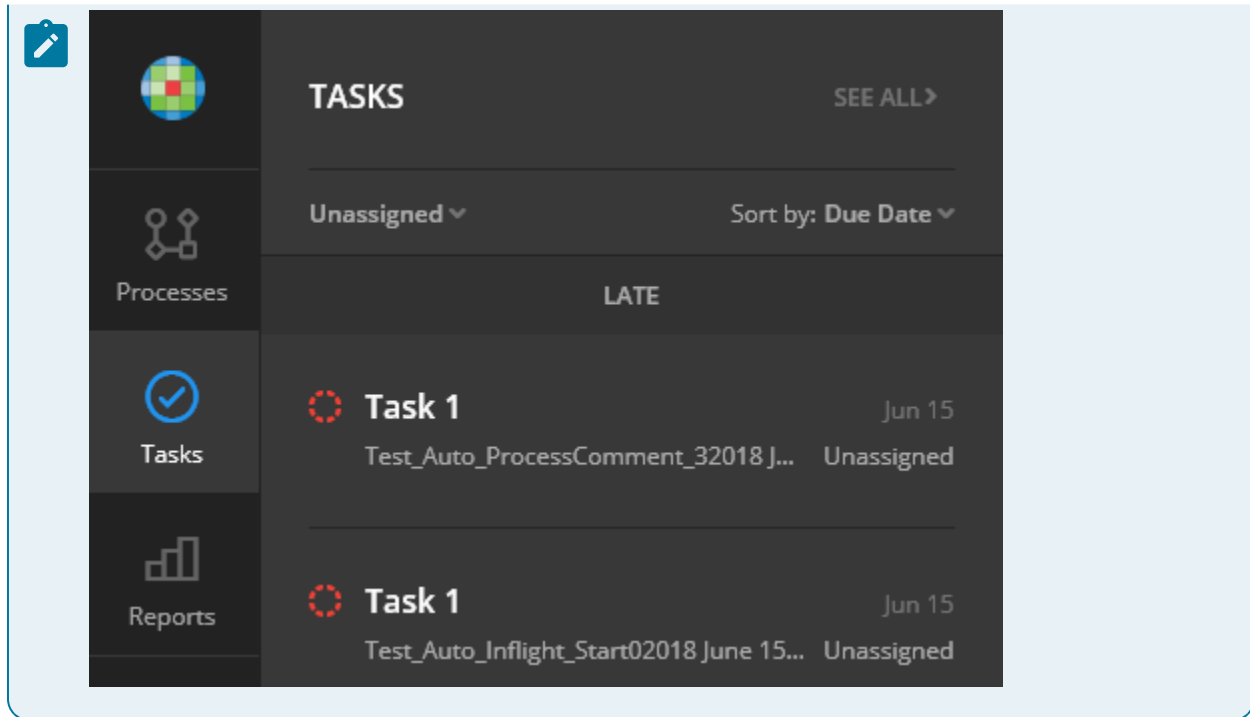 TASKS
SEE ALL>
Unassigned
Sort by: Due Date
Processes
LATE
Task 1
Jun 15
Tasks
Test_Auto_ProcessComment_32018 J... Unassigned
Reports
Task 1
Jun 15
Test_Auto_Inflight_Start02018 June 15... Unassigned